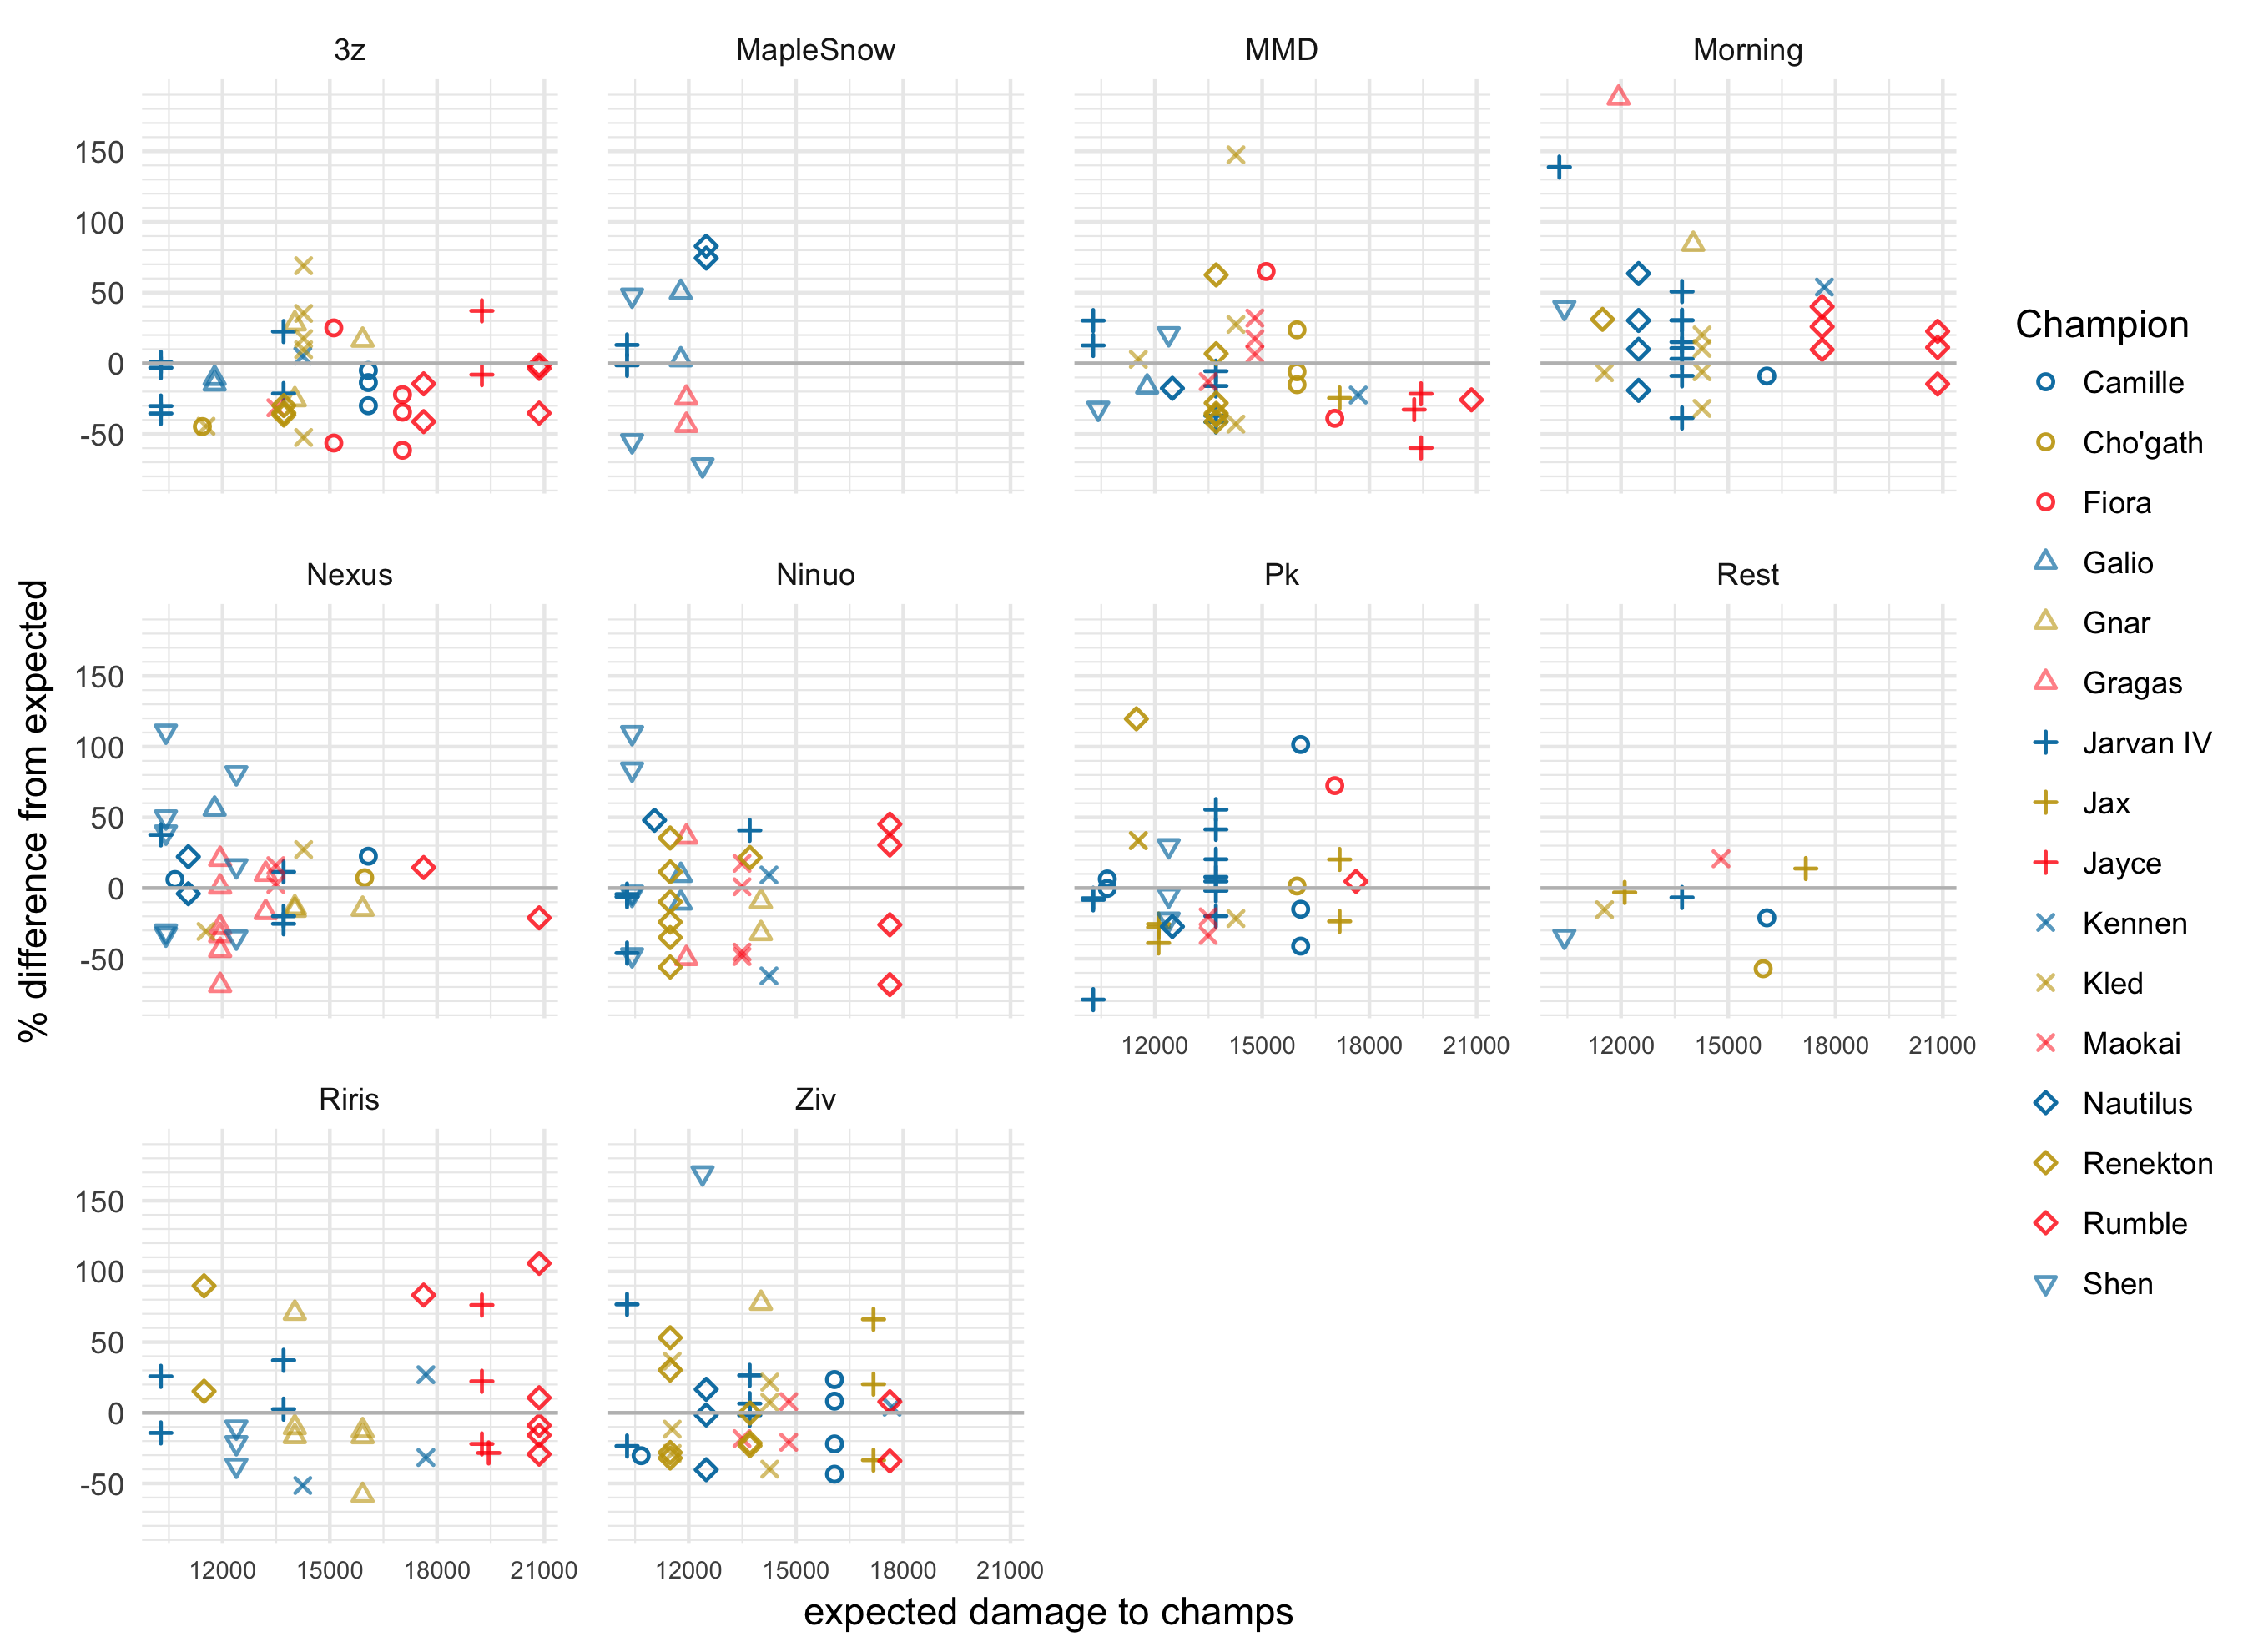 3z
MapleSnow
MMD
Morning
150
100
50
0
-50
Nexus
Ninuo
Pk
Rest
150
100
50
0
-50
12000 15000 18000 21000
12000 15000 18000 21000
Riris
Ziv
150
100
50
0
-50
12000 15000 18000 21000
12000 15000 18000 21000
expected damage to champs
% difference from expected
Champion
Camille
Cho'gath
Fiora
Galio
Gnar
Gragas
Jarvan IV
Jax
Jayce
Kennen
Kled
Maokai
Nautilus
Renekton
Rumble
Shen